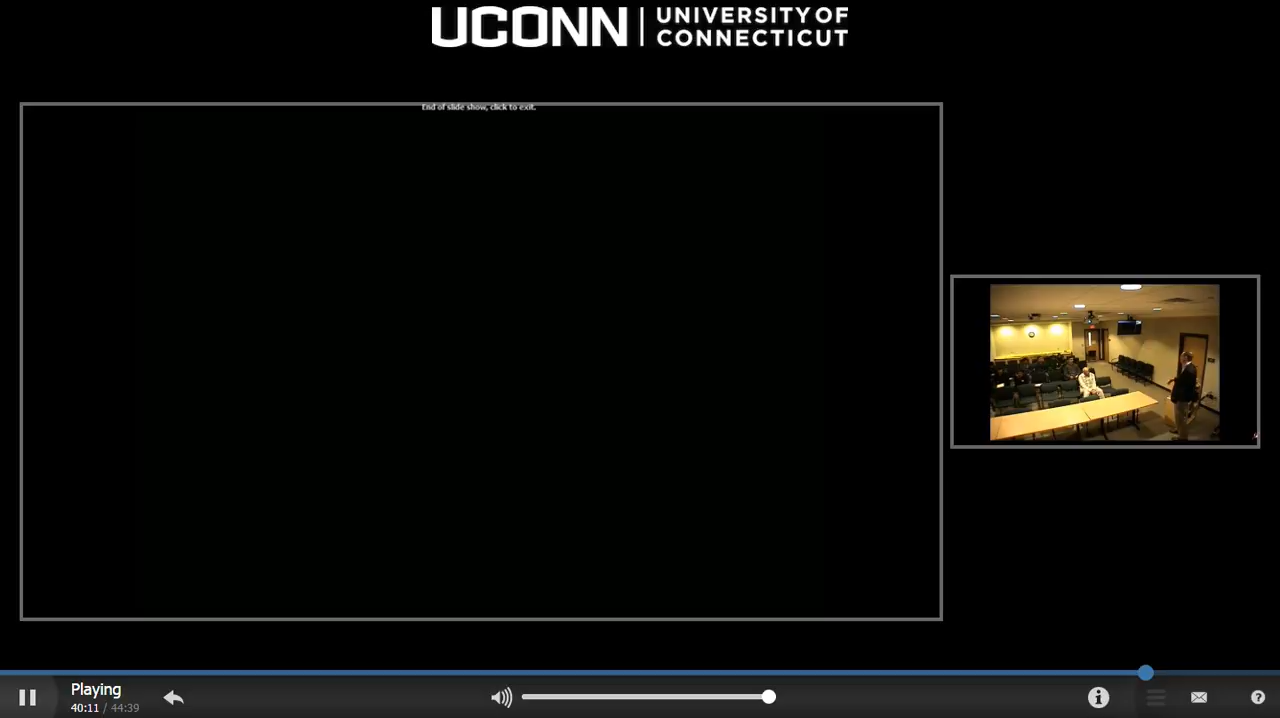 UCONN
UNIVERSITY OF
CONNECTICUT
End of slide show, click to exit.
Playing
40:11 / 44:39